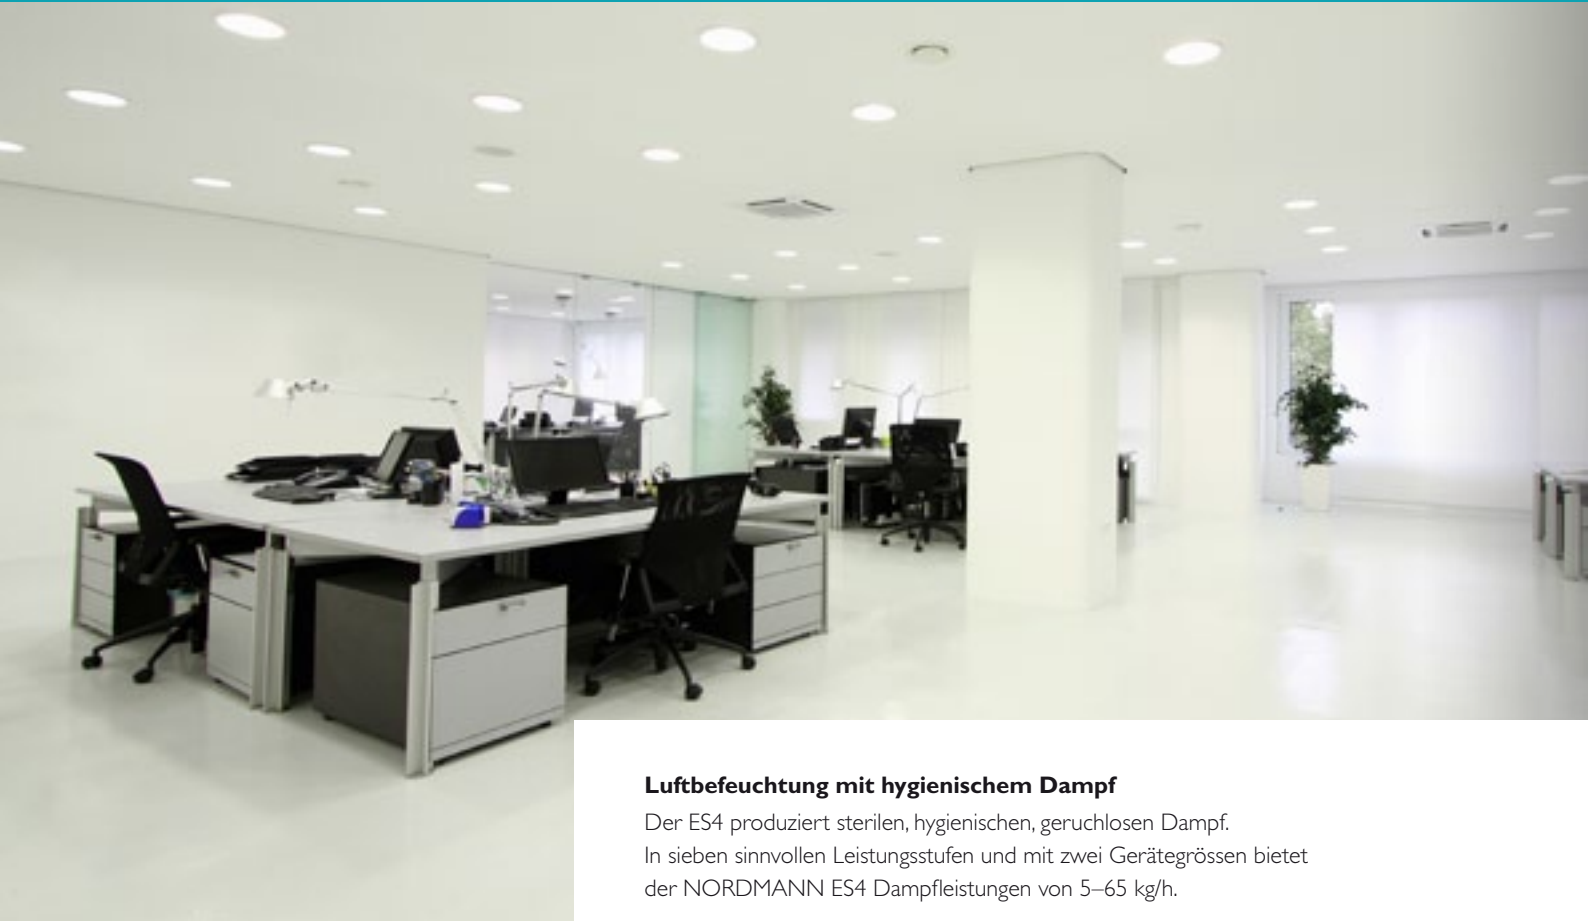 Luftbefeuchtung mit hygienischem Dampf
Der ES4 produziert sterilen, hygienischen, geruchlosen Dampf.
In sieben sinnvollen Leistungsstufen und mit zwei Gerätegrössen bietet
der NORDMANN ES4 Dampfleistungen von 5–65 kg/h.